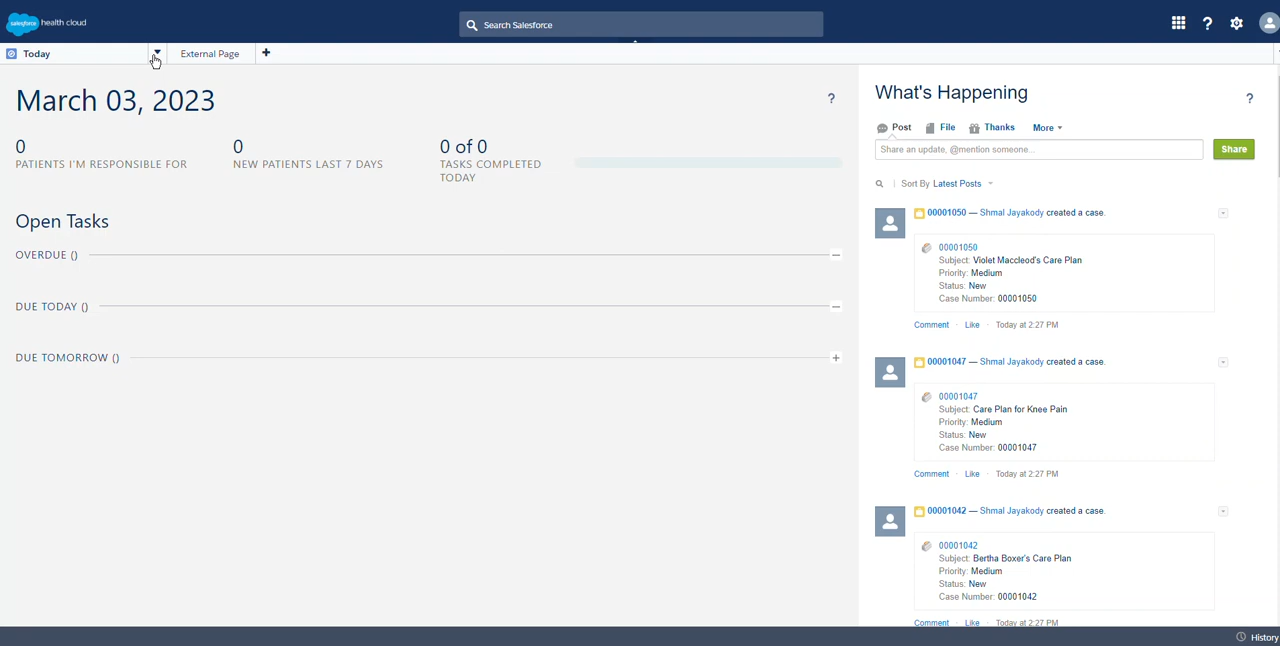 salesforce health cloud
Search Salesforce
?
Today
External Page
+
March 03, 2023
?
0
PATIENTS I'M RESPONSIBLE FOR
0
NEW PATIENTS LAST 7 DAYS
0 of 0
TASKS COMPLETED
TODAY
Open Tasks
OVERDUE ()
DUE TODAY ()
DUE TOMORROW ()
What's Happening
?
Post
File
Thanks
More
Share an update, @mention someone...
Share
Sort By Latest Posts
00001050 — Shmal Jayakody created a case.
00001050
Subject: Violet Maccleod's Care Plan
Priority: Medium
Status: New
Case Number: 00001050
Comment · Like · Today at 2:27 PM
00001047 — Shmal Jayakody created a case.
00001047
Subject: Care Plan for Knee Pain
Priority: Medium
Status: New
Case Number: 00001047
Comment · Like · Today at 2:27 PM
00001042 — Shmal Jayakody created a case.
00001042
Subject: Bertha Boxer's Care Plan
Priority: Medium
Status: New
Case Number: 00001042
Comment · Like · Today at 2:27 PM
History